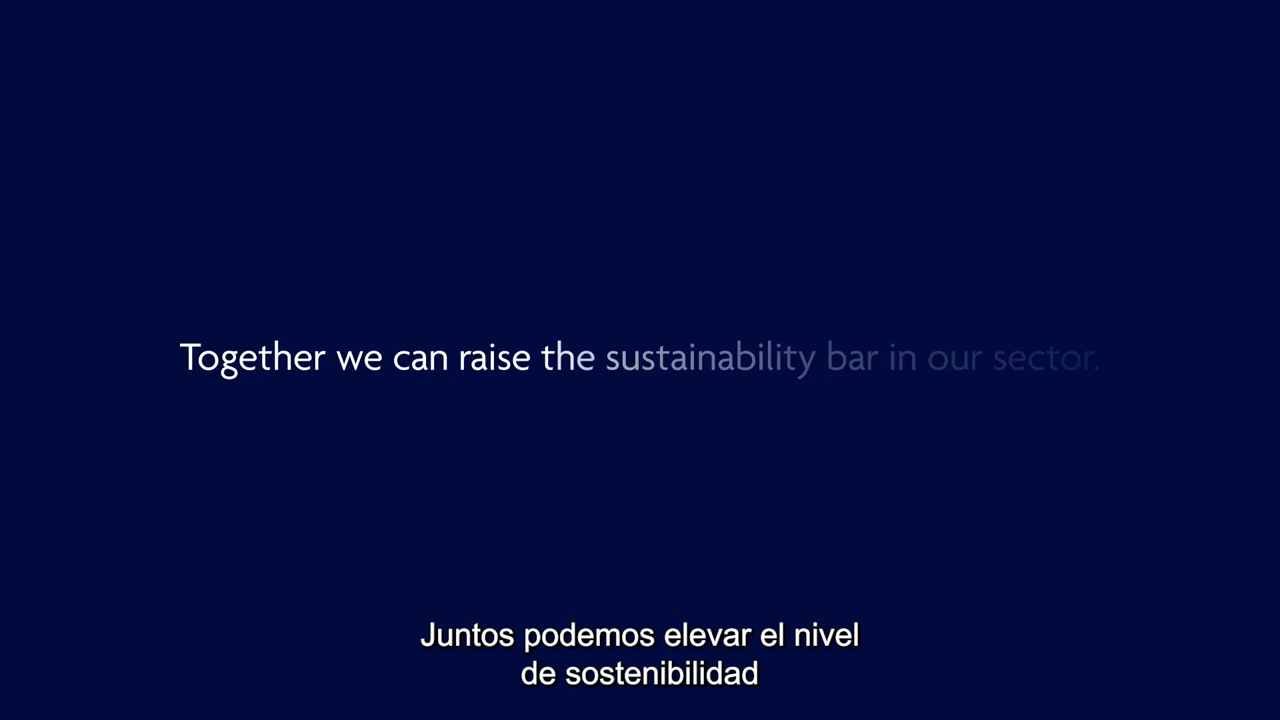 Together we can raise the sustainability bar in our sector.
Juntos podemos elevar el nivel
de sostenibilidad